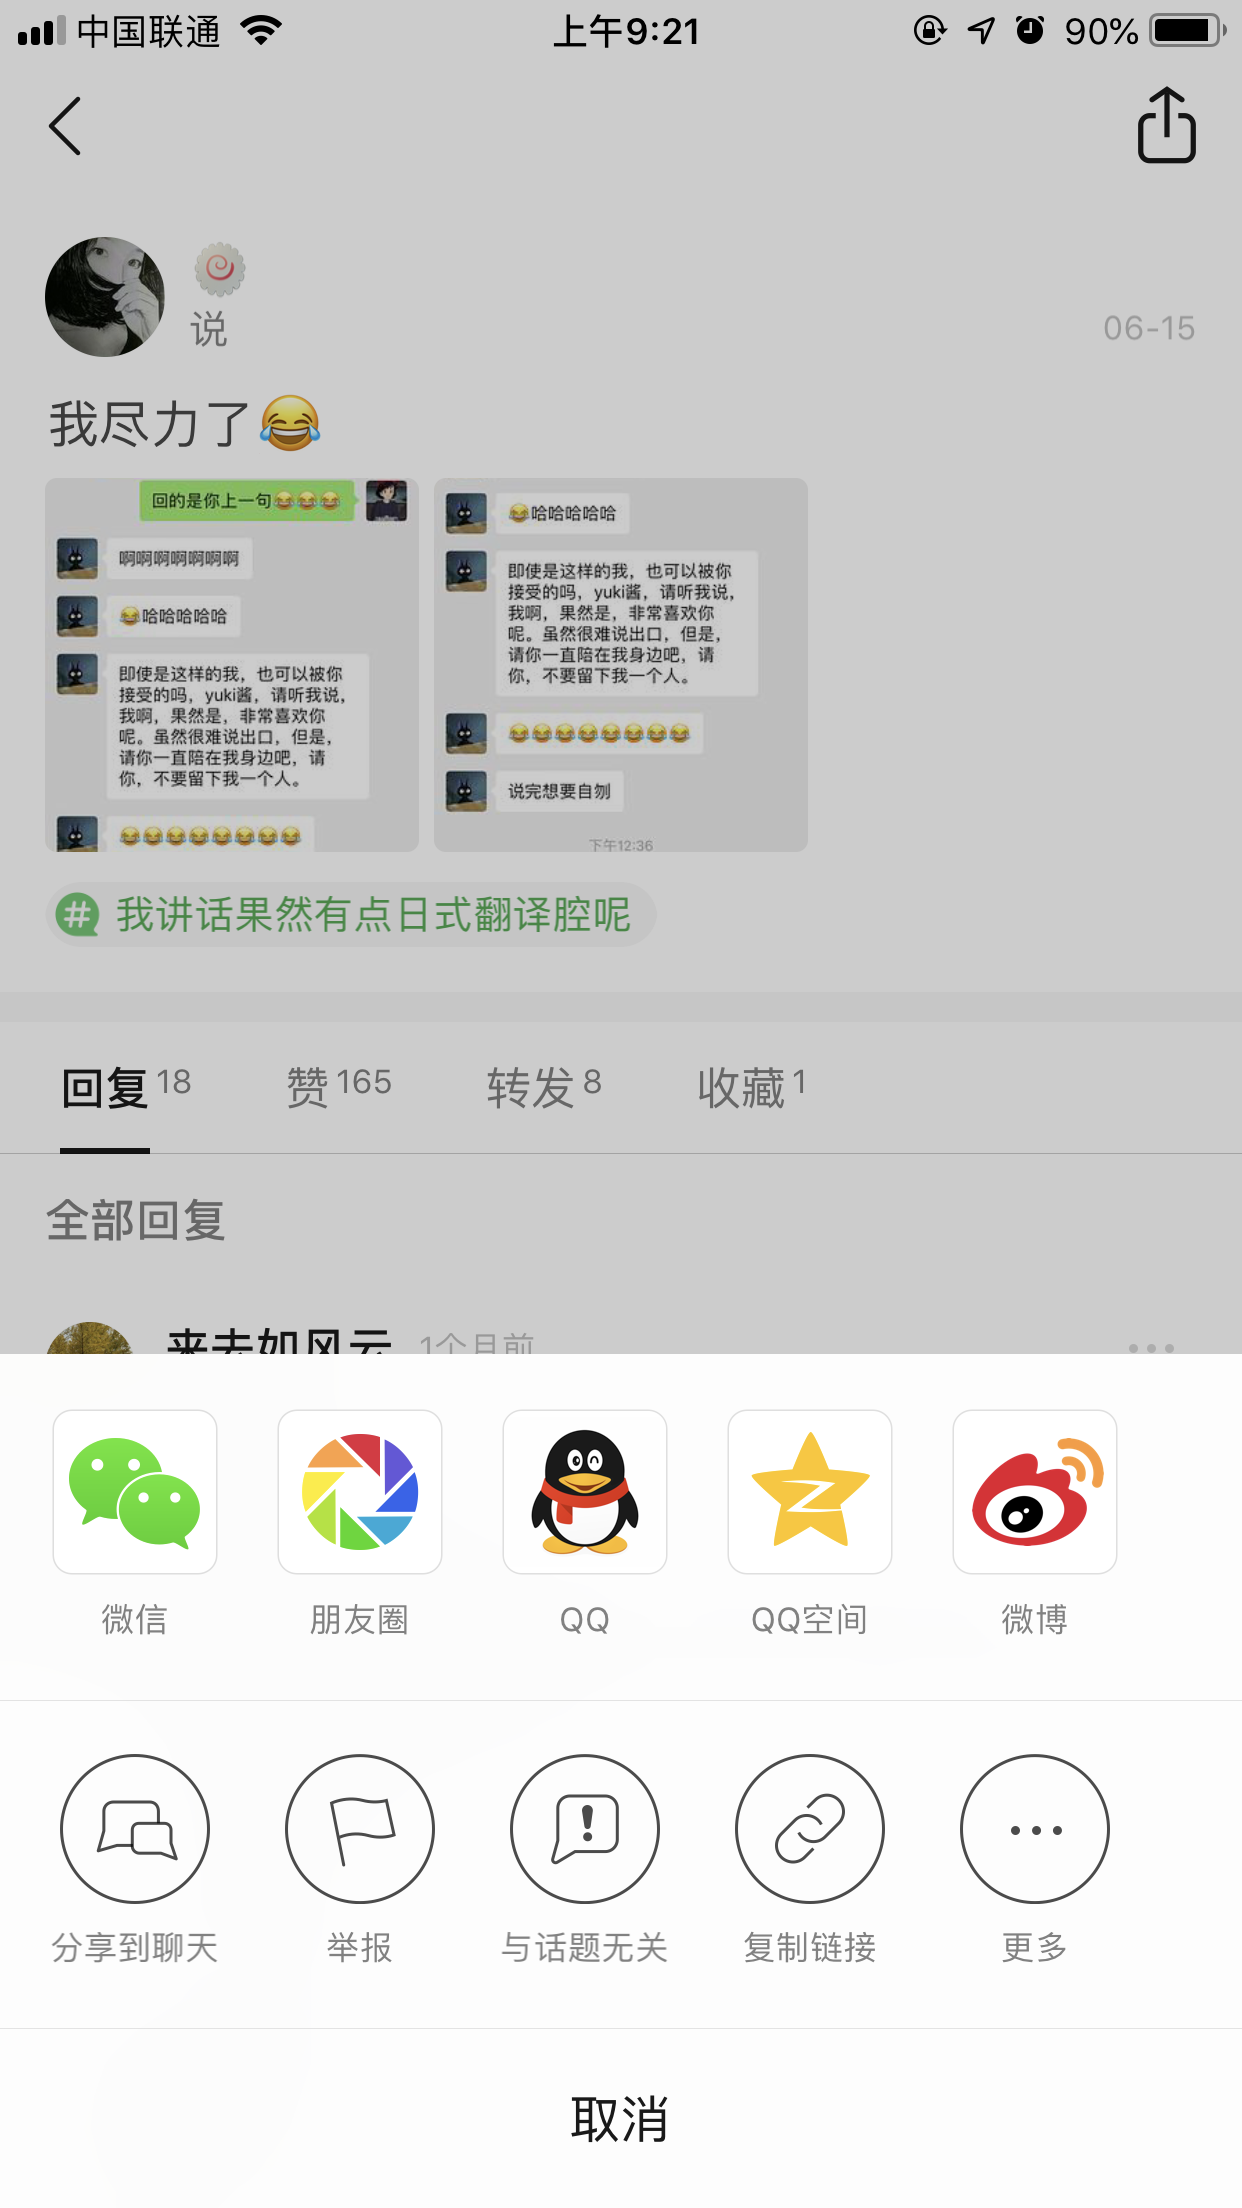 中国联通
上午9:21
90%
说
06-15
我尽力了😂
回的是你上一句😂😂😂
啊啊啊啊啊啊啊
😂哈哈哈哈哈
即使是这样的我，也可以被你
接受的吗，yuki酱，请听我说，
我啊，果然是，非常喜欢你
呢。虽然很难说出口，但是，
请你一直陪在我身边吧，请
你，不要留下我一个人。
😂😂😂😂😂😂😂😂
😂哈哈哈哈哈
即使是这样的我，也可以被你
接受的吗，yuki酱，请听我说，
我啊，果然是，非常喜欢你
呢。虽然很难说出口，但是，
请你一直陪在我身边吧，请
你，不要留下我一个人。
😂😂😂😂😂😂😂😂
说完想要自刎
下午12:36
# 我讲话果然有点日式翻译腔呢
回复 18
赞 165
转发 8
收藏 1
全部回复
来去如风云 1个月前
微信
朋友圈
QQ
QQ空间
微博
分享到聊天
举报
与话题无关
复制链接
更多
取消